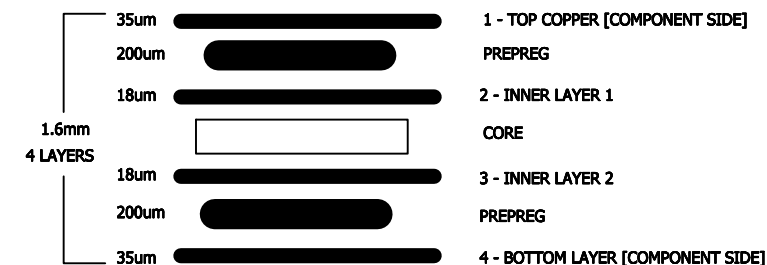 35um 1 - TOP COPPER [COMPONENT SIDE]
200um PREPREG
18um 2 - INNER LAYER 1
1.6mm CORE
4 LAYERS
18um 3 - INNER LAYER 2
200um PREPREG
35um 4 - BOTTOM LAYER [COMPONENT SIDE]